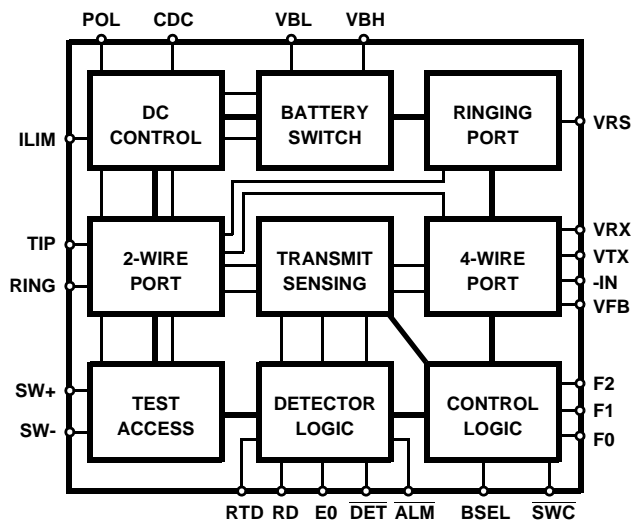 POL CDC VBL VBH
DC CONTROL
BATTERY SWITCH
RINGING PORT
ILIM
VRS
TIP
RING
2-WIRE PORT
TRANSMIT SENSING
4-WIRE PORT
VRX
VTX
-IN
VFB
SW+
SW-
TEST ACCESS
DETECTOR LOGIC
CONTROL LOGIC
F2
F1
F0
RTD RD E0 DET ALM BSEL SWC